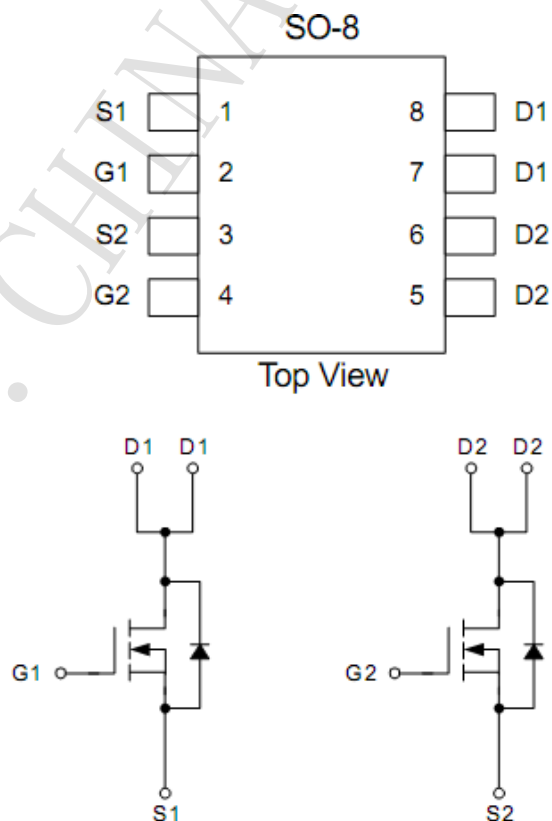 SO-8
S1 1 8 D1
G1 2 7 D1
S2 3 6 D2
G2 4 5 D2
Top View
D1 D1 D2 D2
G1 G2
S1 S2
CHINA